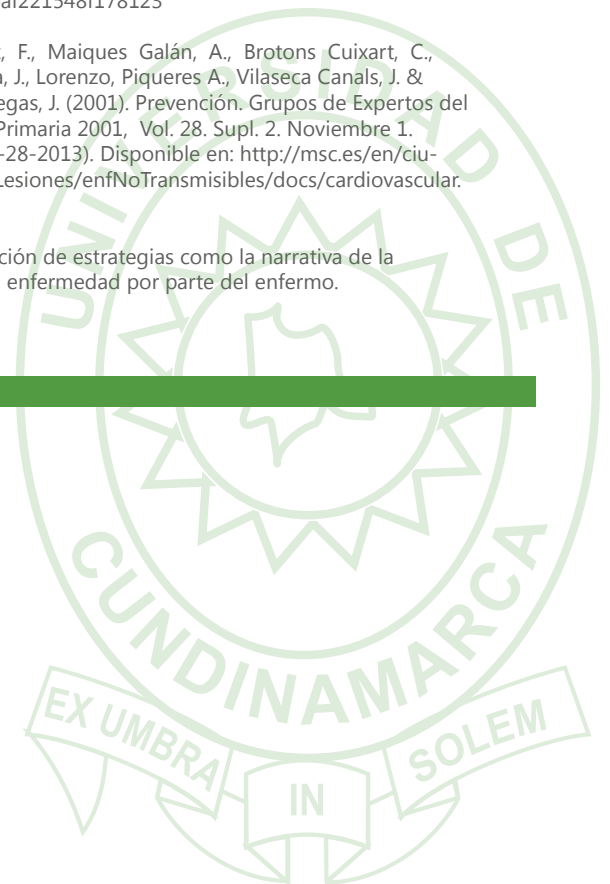 F., Maiques Galán, A., Brotons Cuixart, C.,
J., Lorenzo, Piqueres A., Vilaseca Canals, J. &
egas, J. (2001). Prevención. Grupos de Expertos del
Primaria 2001, Vol. 28. Supl. 2. Noviembre 1.
-28-2013). Disponible en: http://msc.es/en/ciu-
Lesiones/enfNoTransmisibles/docs/cardiovascular.
ción de estrategias como la narrativa de la
enfermedad por parte del enfermo.
UNIVERSIDAD DE
CUNDINAMARCA
EX UMBRA
IN
SOLEM